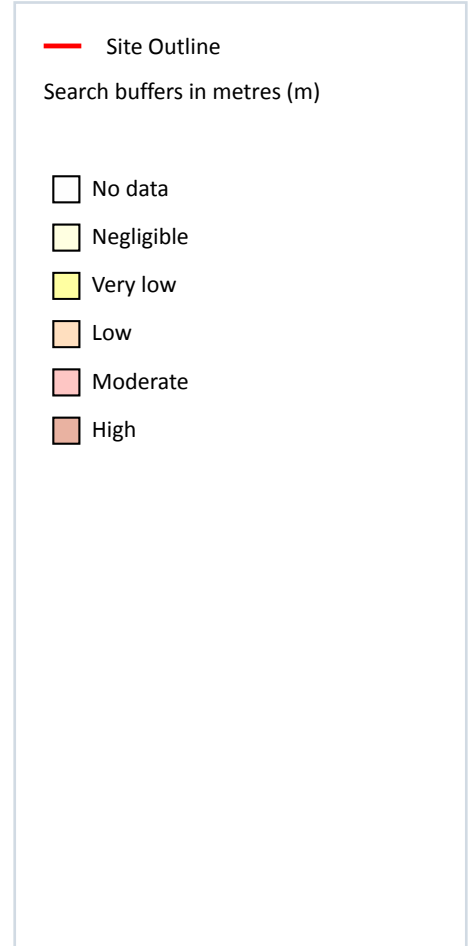 Site Outline
Search buffers in metres (m)
No data
Negligible
Very low
Low
Moderate
High